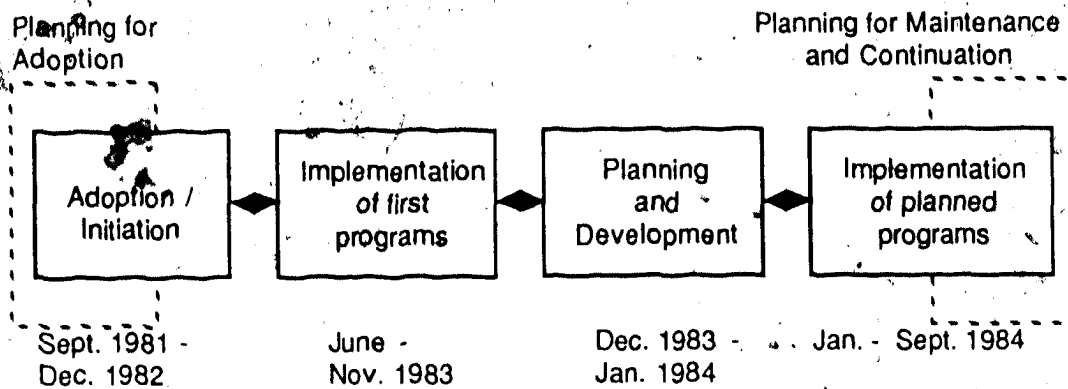 Planning for
Adoption
Planning for Maintenance
and Continuation
Adoption /
Initiation
Implementation
of first
programs
Planning
and
Development
Implementation
of planned
programs
Sept. 1981 -
Dec. 1982
June -
Nov. 1983
Dec. 1983 -
Jan. 1984
Jan. - Sept. 1984